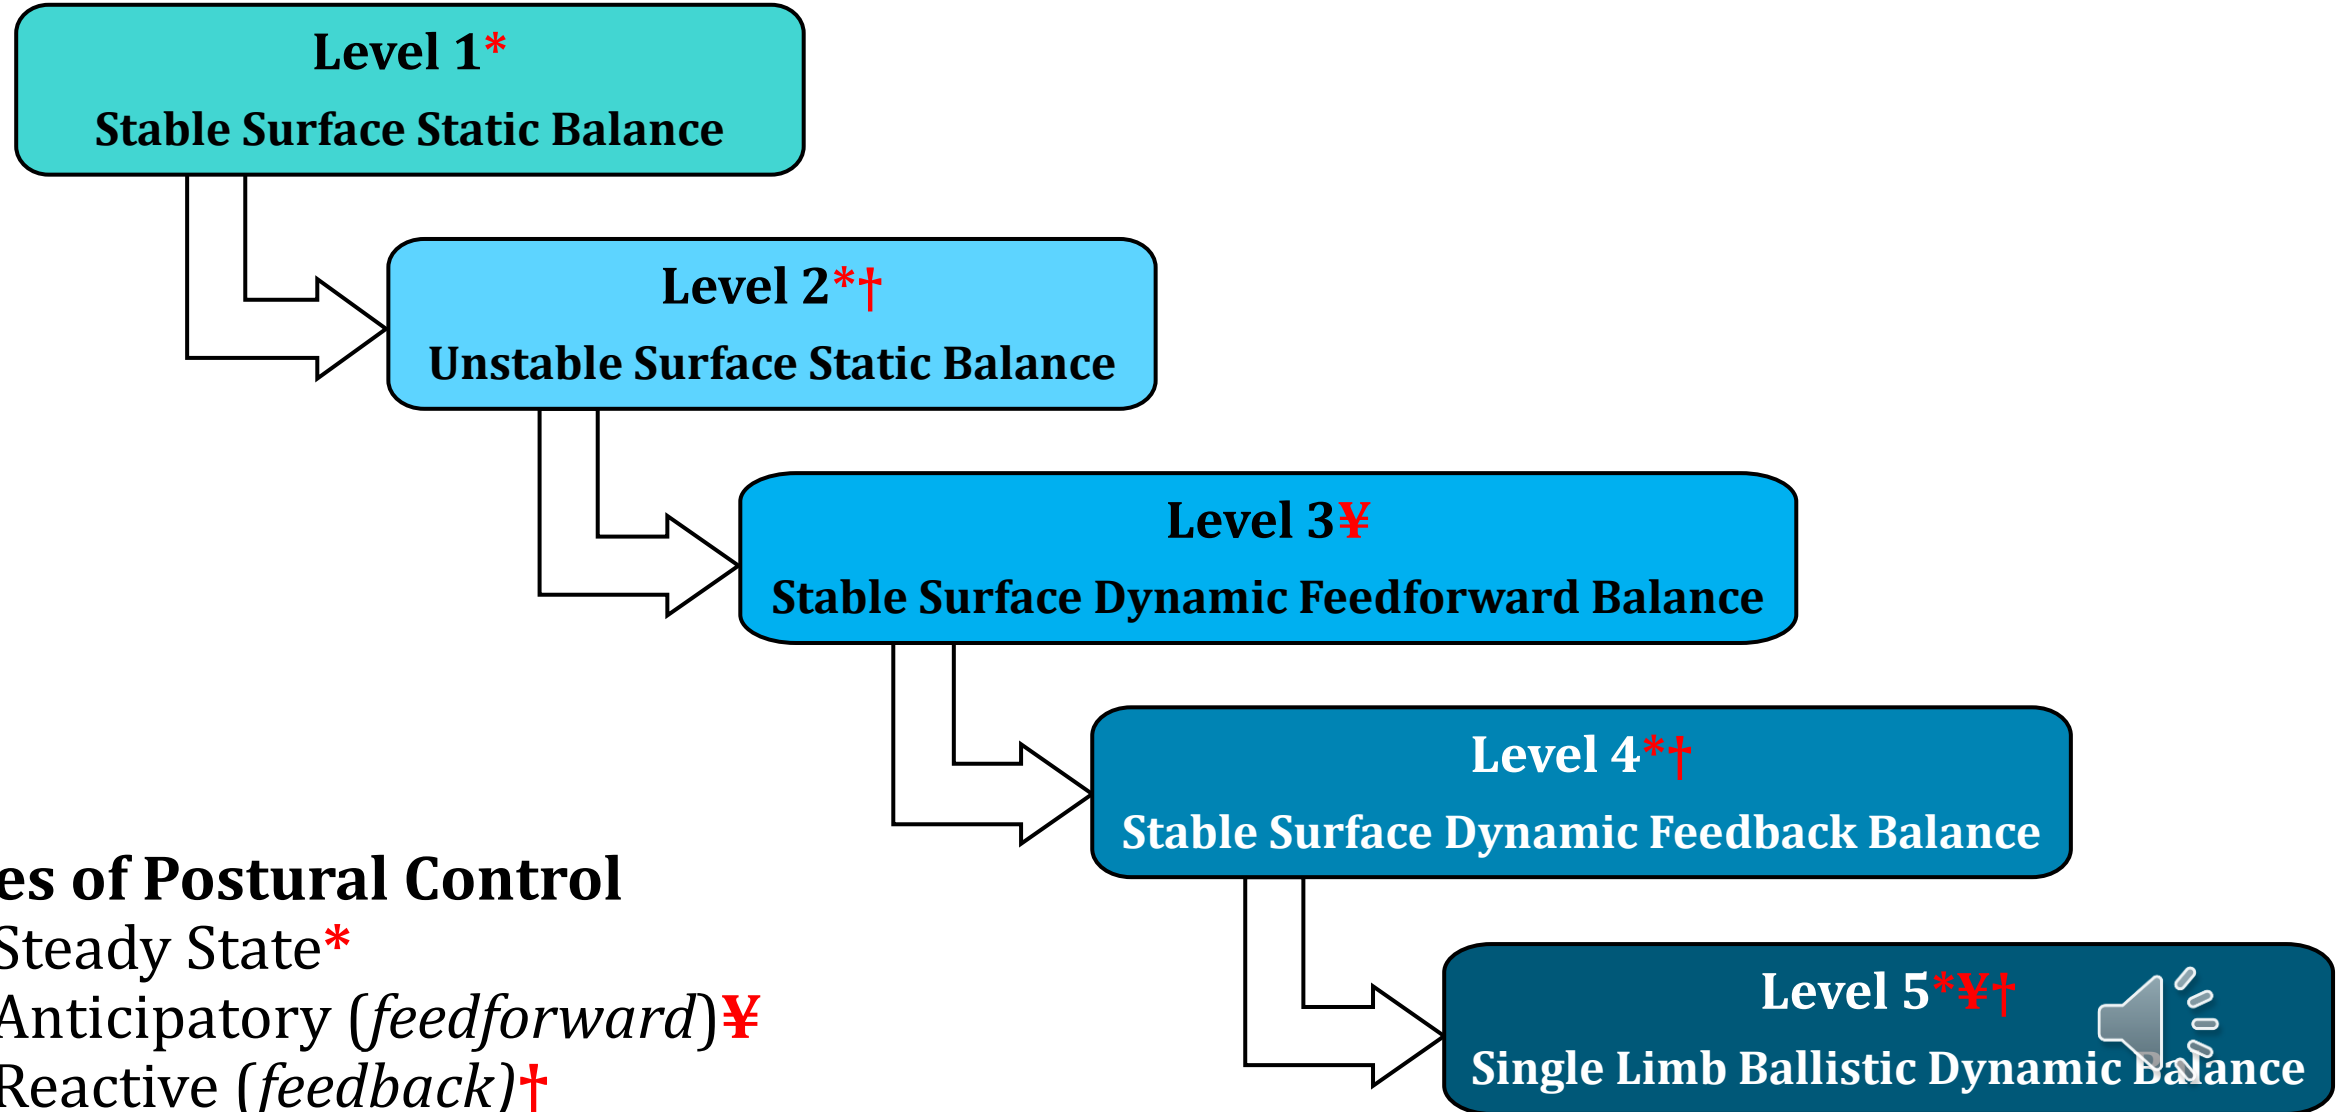 Level 1*
Stable Surface Static Balance
Level 2*†
Unstable Surface Static Balance
Level 3¥
Stable Surface Dynamic Feedforward Balance
Level 4*†
Stable Surface Dynamic Feedback Balance
Level 5*¥†
Single Limb Ballistic Dynamic Balance
es of Postural Control
Steady State*
Anticipatory (feedforward)¥
Reactive (feedback)†